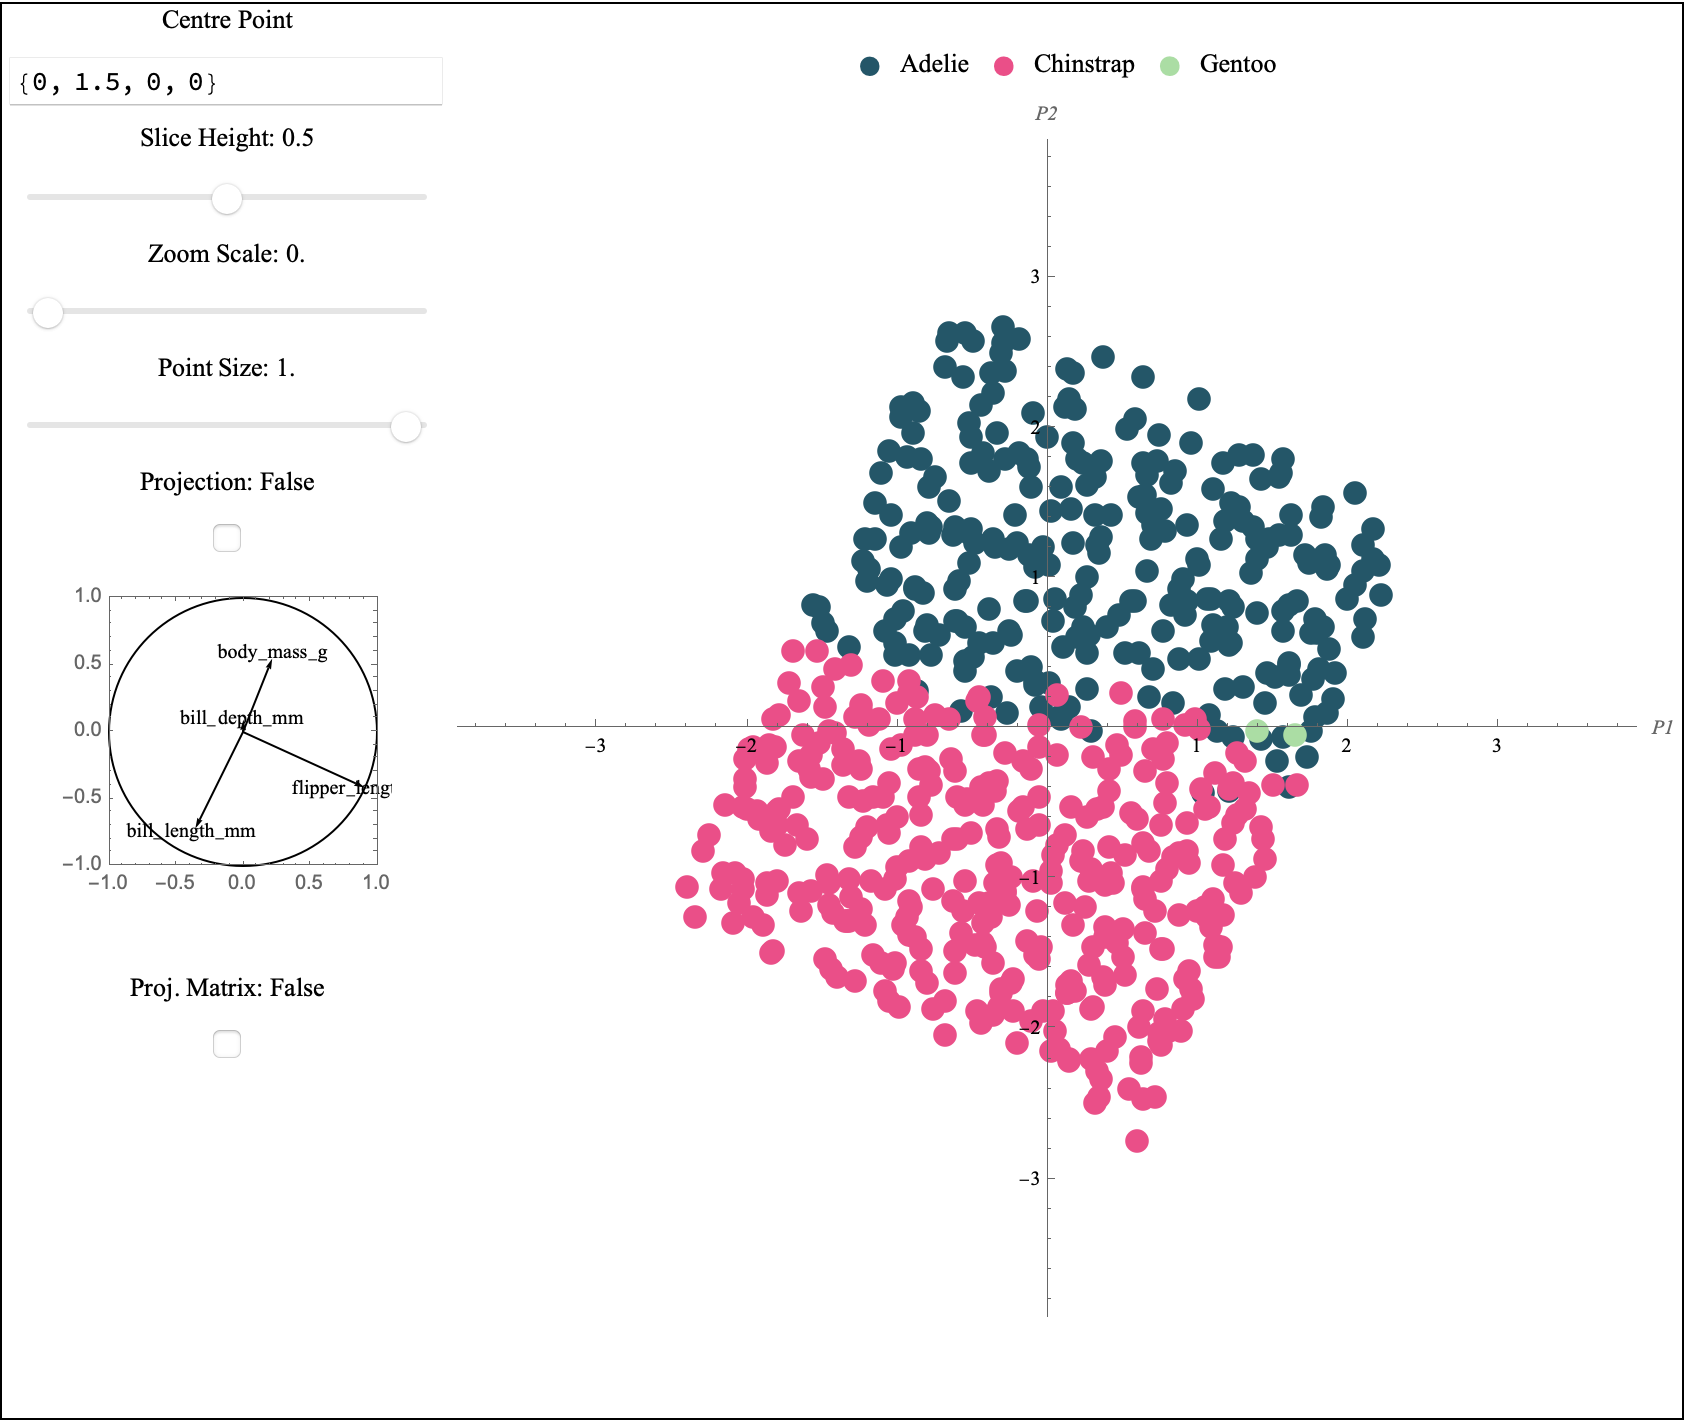 Centre Point
{0, 1.5, 0, 0}
Slice Height: 0.5
Zoom Scale: 0.
Point Size: 1.
Projection: False
1.0
0.5
0.0
−0.5
−1.0
−1.0 −0.5 0.0 0.5 1.0
body_mass_g
bill_depth_mm
flipper_lengt
bill_length_mm
Proj. Matrix: False
Adelie Chinstrap Gentoo
P2
3
2
1
−3 −2 −1 1 2 3 P1
−1
−2
−3